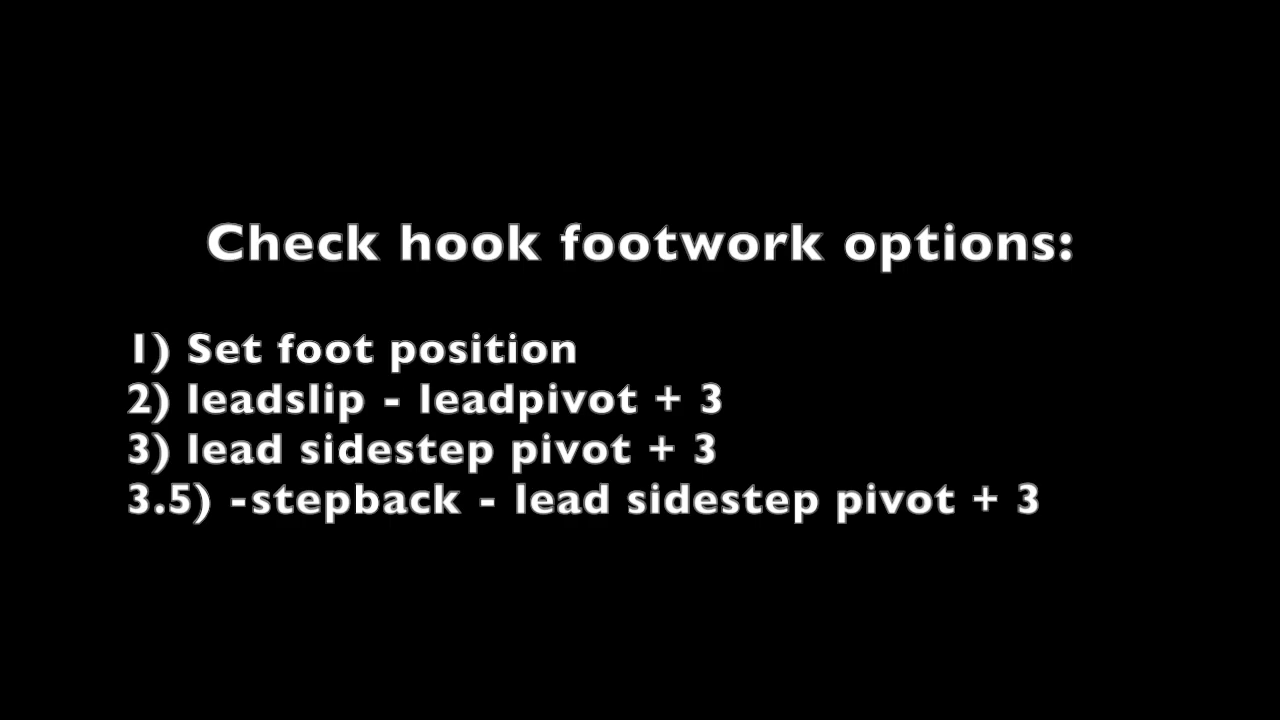 Check hook footwork options:
1) Set foot position
2) leadslip - leadpivot + 3
3) lead sidestep pivot + 3
3.5) -stepback - lead sidestep pivot + 3